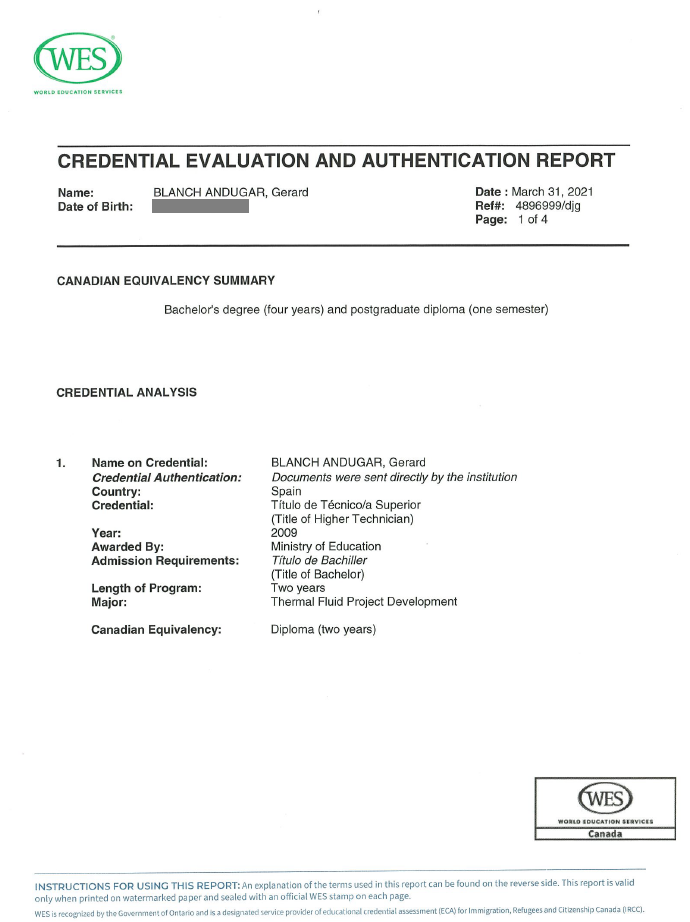 WES
WORLD EDUCATION SERVICES
CREDENTIAL EVALUATION AND AUTHENTICATION REPORT
Name: BLANCH ANDUGAR, Gerard Date : March 31, 2021
Date of Birth: Ref#: 4896999/djg
Page: 1 of 4
CANADIAN EQUIVALENCY SUMMARY
Bachelor's degree (four years) and postgraduate diploma (one semester)
CREDENTIAL ANALYSIS
1. Name on Credential: BLANCH ANDUGAR, Gerard
Credential Authentication: Documents were sent directly by the institution
Country: Spain
Credential: Título de Técnico/a Superior
(Title of Higher Technician)
Year: 2009
Awarded By: Ministry of Education
Admission Requirements: Título de Bachiller
(Title of Bachelor)
Length of Program: Two years
Major: Thermal Fluid Project Development
Canadian Equivalency: Diploma (two years)
WES
WORLD EDUCATION SERVICES
Canada
INSTRUCTIONS FOR USING THIS REPORT: An explanation of the terms used in this report can be found on the reverse side. This report is valid
only when printed on watermarked paper and sealed with an official WES stamp on each page.
WES is recognized by the Government of Ontario and is a designated service provider of educational credential assessment (ECA) for Immigration, Refugees and Citizenship Canada (IRCC).